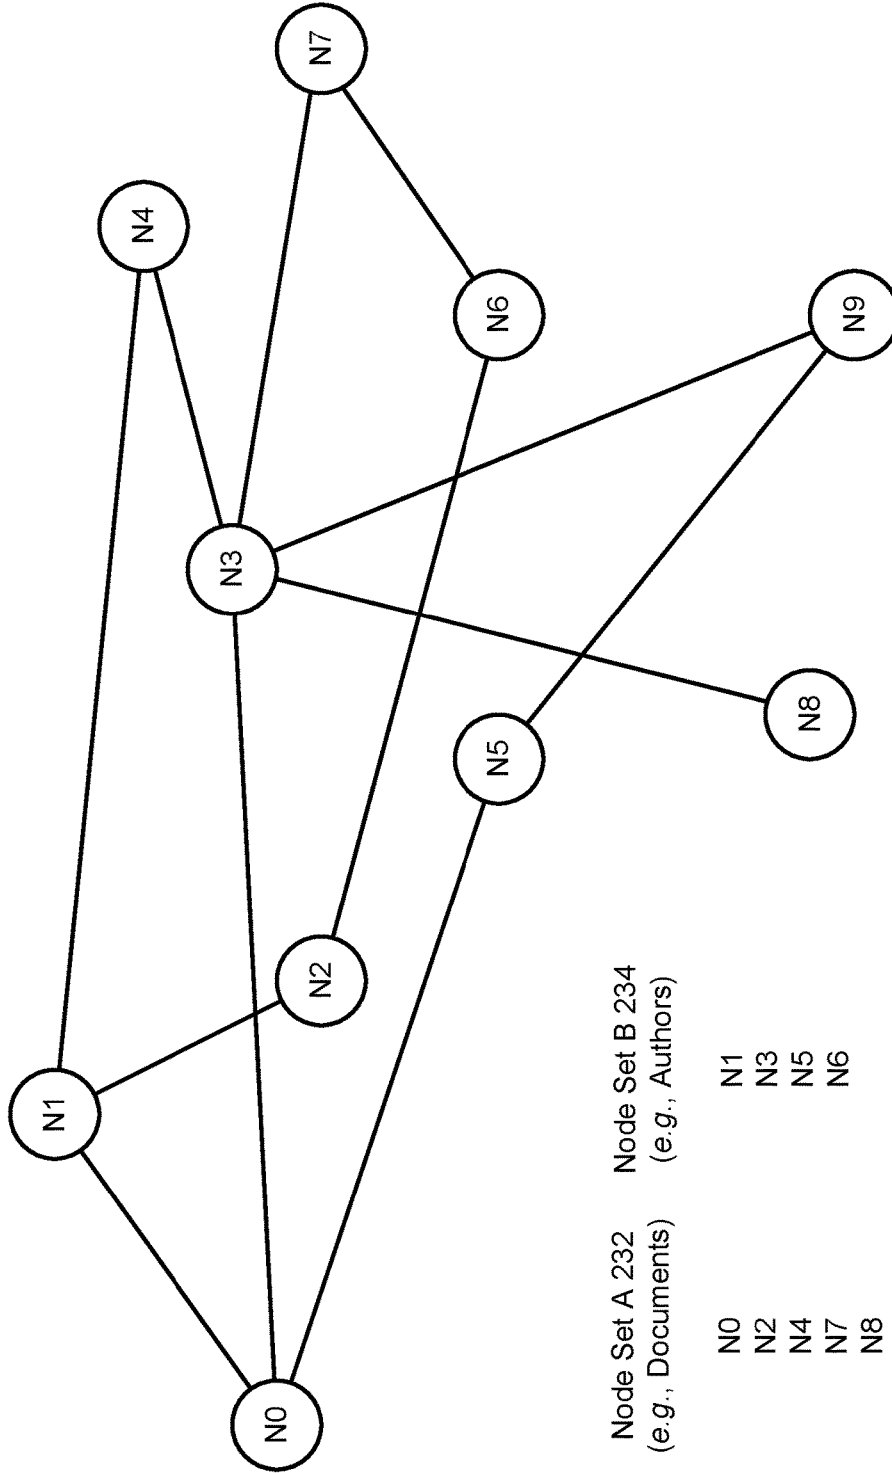 N0
N1
N2
N3
N4
N5
N6
N7
N8
N9
Node Set A 232
(e.g., Documents)
N0
N2
N4
N7
N8
Node Set B 234
(e.g., Authors)
N1
N3
N5
N6